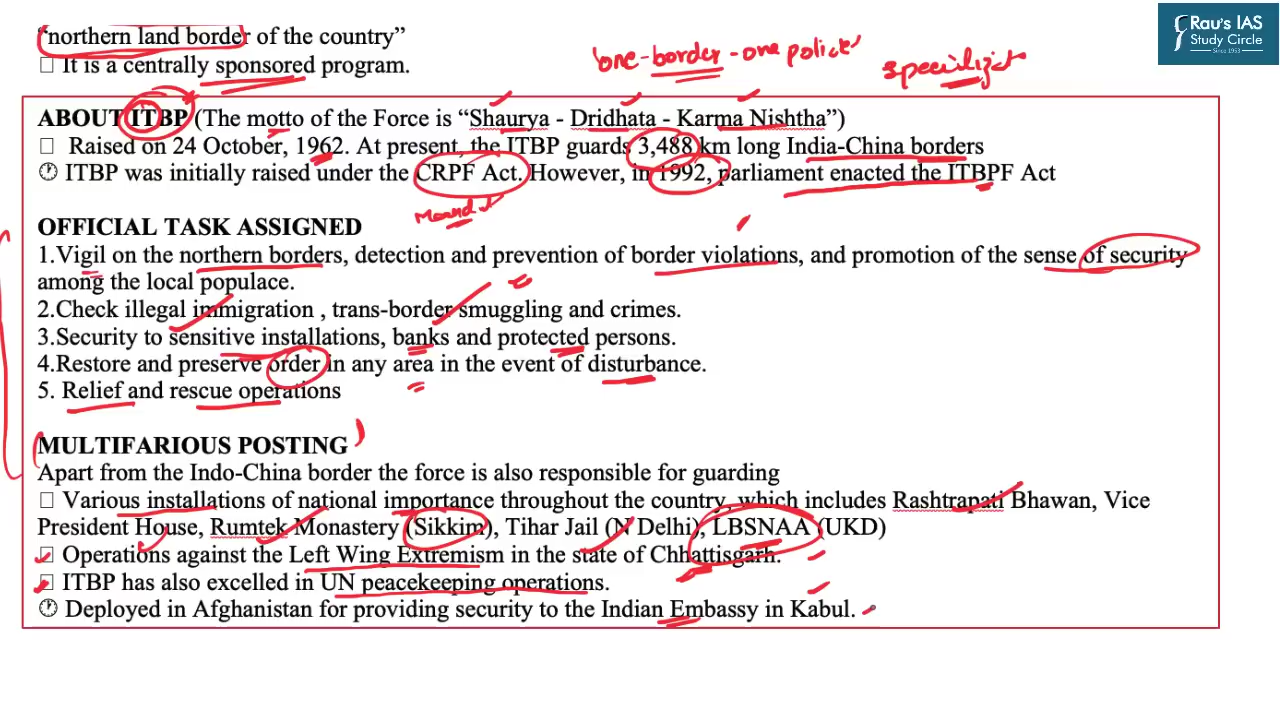 "northern land border of the country"
Rau's IAS
Study Circle
Since 1953
☐ It is a centrally sponsored program.
'one-border-one police'
ABOUT ITBP (The motto of the Force is "Shaurya - Dridhata - Karma Nishtha")
☐ Raised on 24 October, 1962. At present, the ITBP guards 3,488 km long India-China borders
🕐 ITBP was initially raised under the CRPF Act. However, in 1992, parliament enacted the ITBPF Act
OFFICIAL TASK ASSIGNED
1.Vigil on the northern borders, detection and prevention of border violations, and promotion of the sense of security
among the local populace.
2.Check illegal immigration , trans-border smuggling and crimes.
3.Security to sensitive installations, banks and protected persons.
4.Restore and preserve order in any area in the event of disturbance.
5. Relief and rescue operations
MULTIFARIOUS POSTING
Apart from the Indo-China border the force is also responsible for guarding
☐ Various installations of national importance throughout the country, which includes Rashtrapati Bhawan, Vice
President House, Rumtek Monastery (Sikkim), Tihar Jail (N Delhi), LBSNAA (UKD)
☐ Operations against the Left Wing Extremism in the state of Chhattisgarh.
☐ ITBP has also excelled in UN peacekeeping operations.
🕐 Deployed in Afghanistan for providing security to the Indian Embassy in Kabul.